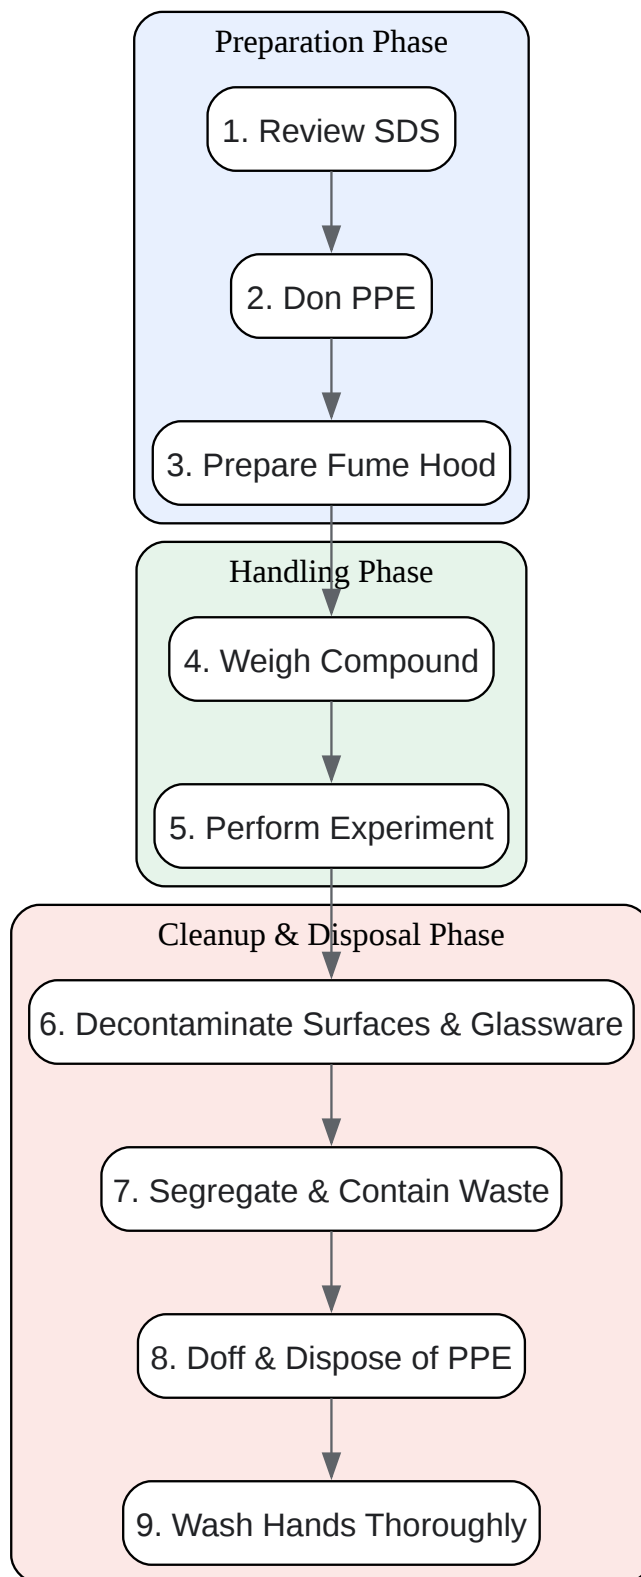 Preparation Phase
1. Review SDS
2. Don PPE
3. Prepare Fume Hood
Handling Phase
4. Weigh Compound
5. Perform Experiment
Cleanup & Disposal Phase
6. Decontaminate Surfaces & Glassware
7. Segregate & Contain Waste
8. Doff & Dispose of PPE
9. Wash Hands Thoroughly